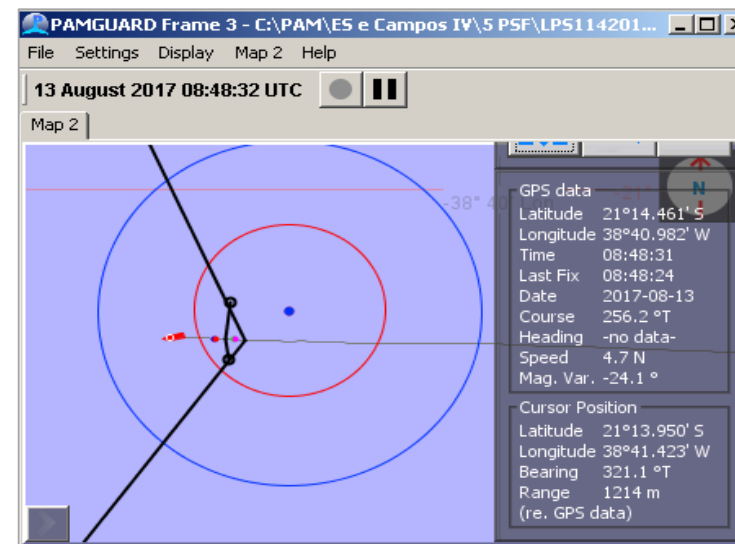 PAMGUARD Frame 3 - C:\PAM\ES e Campos IV\5 PSF\LPS114201...
File Settings Display Map 2 Help
13 August 2017 08:48:32 UTC
Map 2
-38° 40' Lon
-21°
N
GPS data
Latitude 21°14.461' S
Longitude 38°40.982' W
Time 08:48:31
Last Fix 08:48:24
Date 2017-08-13
Course 256.2 °T
Heading -no data-
Speed 4.7 N
Mag. Var. -24.1 °
Cursor Position
Latitude 21°13.950' S
Longitude 38°41.423' W
Bearing 321.1 °T
Range 1214 m
(re. GPS data)